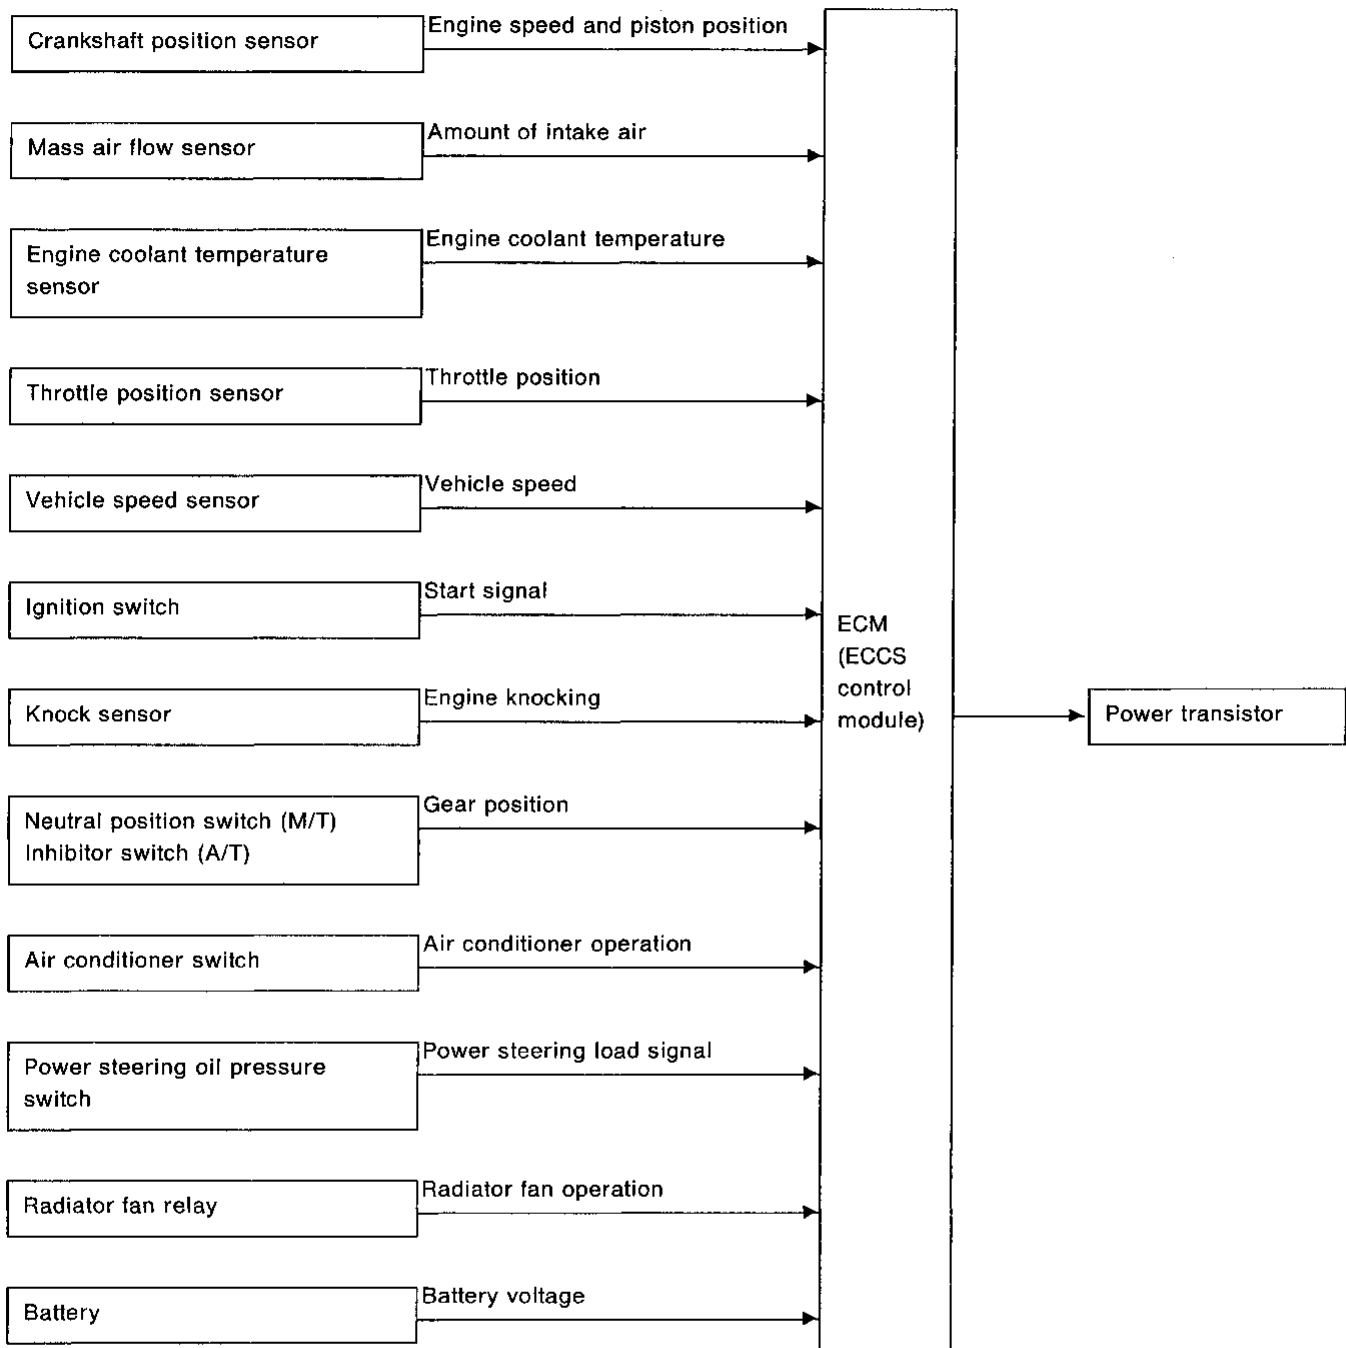 Crankshaft position sensor
Engine speed and piston position
Mass air flow sensor
Amount of intake air
Engine coolant temperature
sensor
Engine coolant temperature
Throttle position sensor
Throttle position
Vehicle speed sensor
Vehicle speed
Ignition switch
Start signal
Knock sensor
Engine knocking
Neutral position switch (M/T)
Inhibitor switch (A/T)
Gear position
Air conditioner switch
Air conditioner operation
Power steering oil pressure
switch
Power steering load signal
Radiator fan relay
Radiator fan operation
Battery
Battery voltage
ECM
(ECCS
control
module)
Power transistor